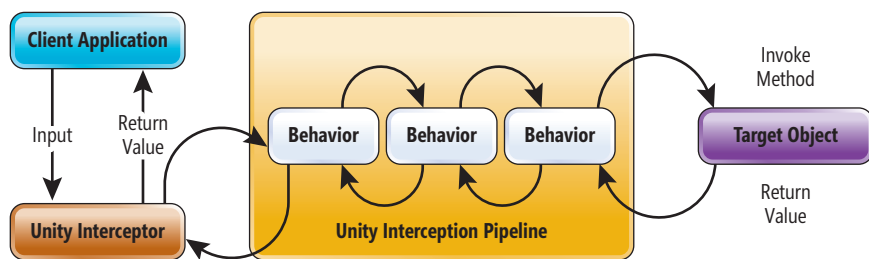 Client Application
Input
Return
Value
Unity Interceptor
Behavior
Behavior
Behavior
Unity Interception Pipeline
Invoke
Method
Target Object
Return
Value